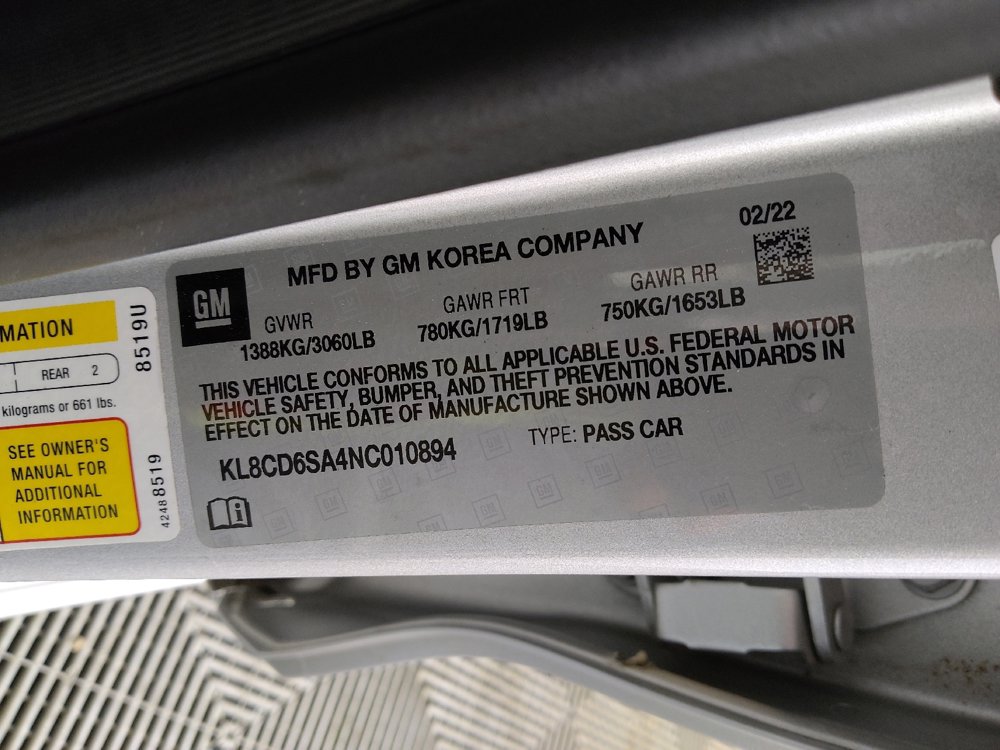 MATION
REAR 2
kilograms or 661 lbs.
SEE OWNER'S
MANUAL FOR
ADDITIONAL
INFORMATION
8519U
42488519
GM
MFD BY GM KOREA COMPANY
02/22
GVWR
1388KG/3060LB
GAWR FRT
780KG/1719LB
GAWR RR
750KG/1653LB
THIS VEHICLE CONFORMS TO ALL APPLICABLE U.S. FEDERAL MOTOR
VEHICLE SAFETY, BUMPER, AND THEFT PREVENTION STANDARDS IN
EFFECT ON THE DATE OF MANUFACTURE SHOWN ABOVE.
KL8CD6SA4NC010894
TYPE: PASS CAR